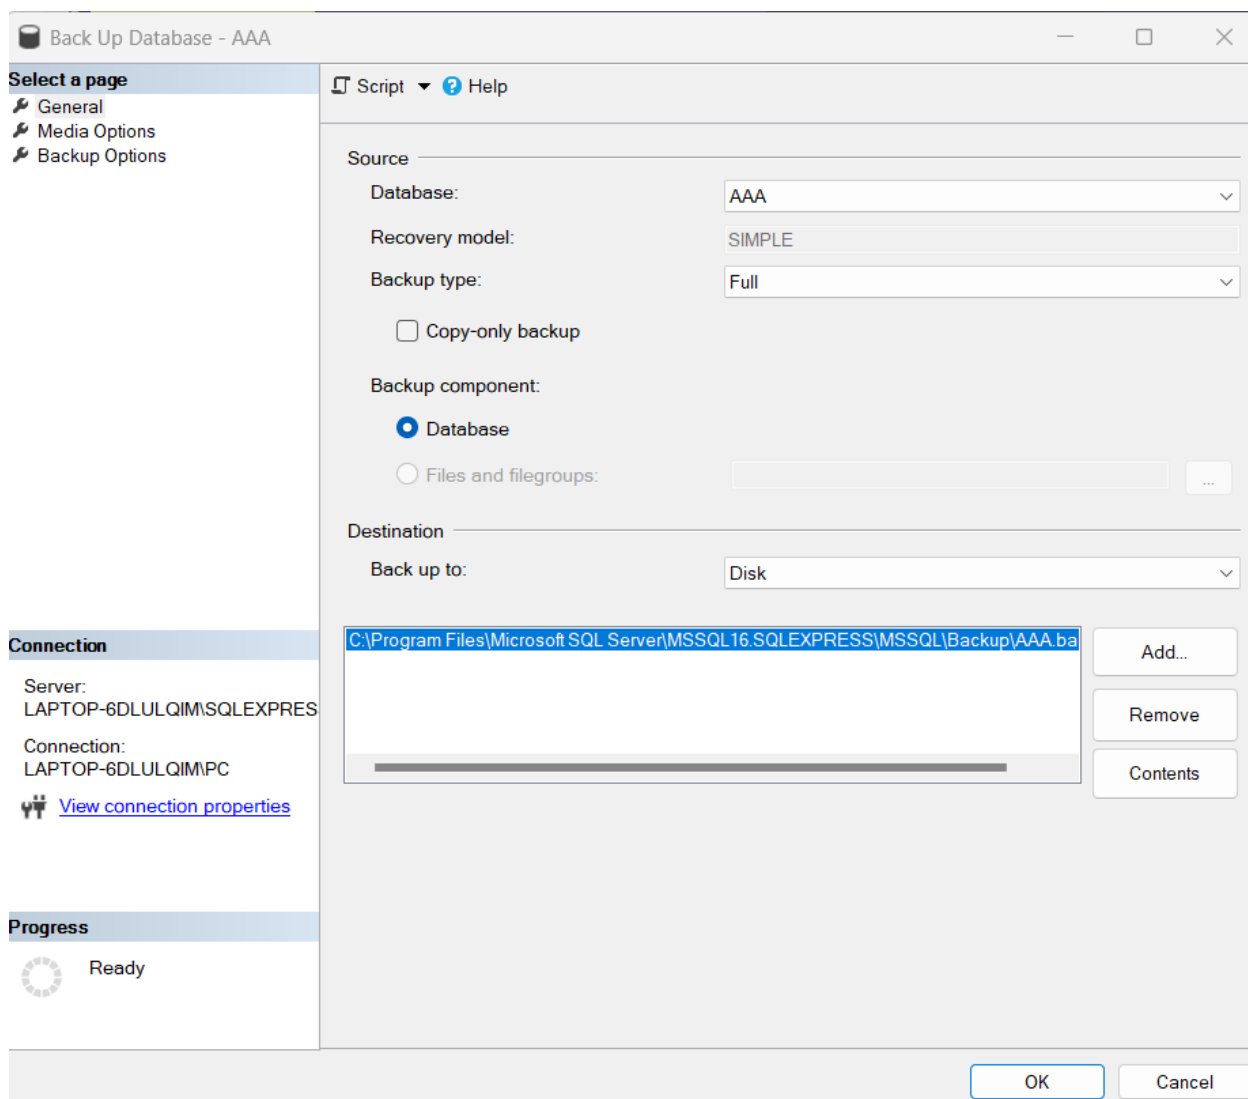 Back Up Database - AAA
Select a page
General
Media Options
Backup Options
Script
Help
Source
Database:
AAA
Recovery model:
SIMPLE
Backup type:
Full
Copy-only backup
Backup component:
Database
Files and filegroups:
...
Destination
Back up to:
Disk
C:\Program Files\Microsoft SQL Server\MSSQL16.SQLEXPRESS\MSSQL\Backup\AAA.ba
Add...
Remove
Contents
Connection
Server:
LAPTOP-6DLULQIM\SQLEXPRES
Connection:
LAPTOP-6DLULQIM\PC
View connection properties
Progress
Ready
OK
Cancel